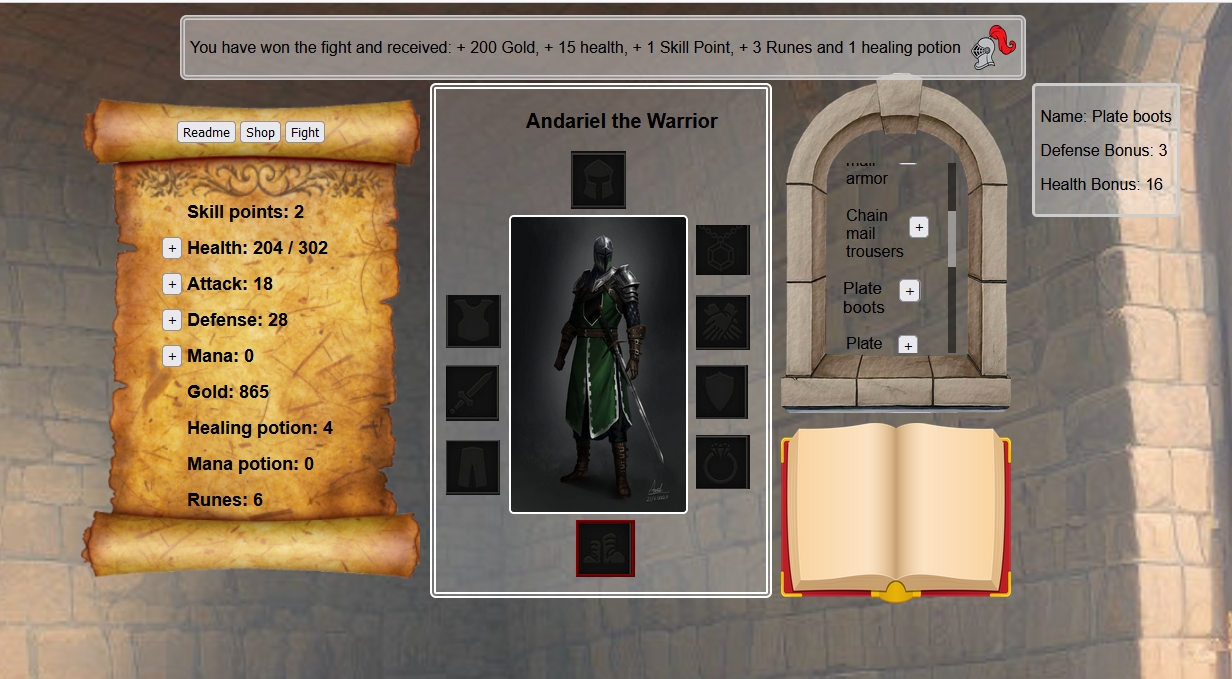 You have won the fight and received: + 200 Gold, + 15 health, + 1 Skill Point, + 3 Runes and 1 healing potion
Readme Shop Fight
Skill points: 2
+ Health: 204 / 302
+ Attack: 18
+ Defense: 28
+ Mana: 0
Gold: 865
Healing potion: 4
Mana potion: 0
Runes: 6
Andariel the Warrior
mail
armor
Chain
mail +
trousers
Plate
boots +
Plate +
Name: Plate boots
Defense Bonus: 3
Health Bonus: 16